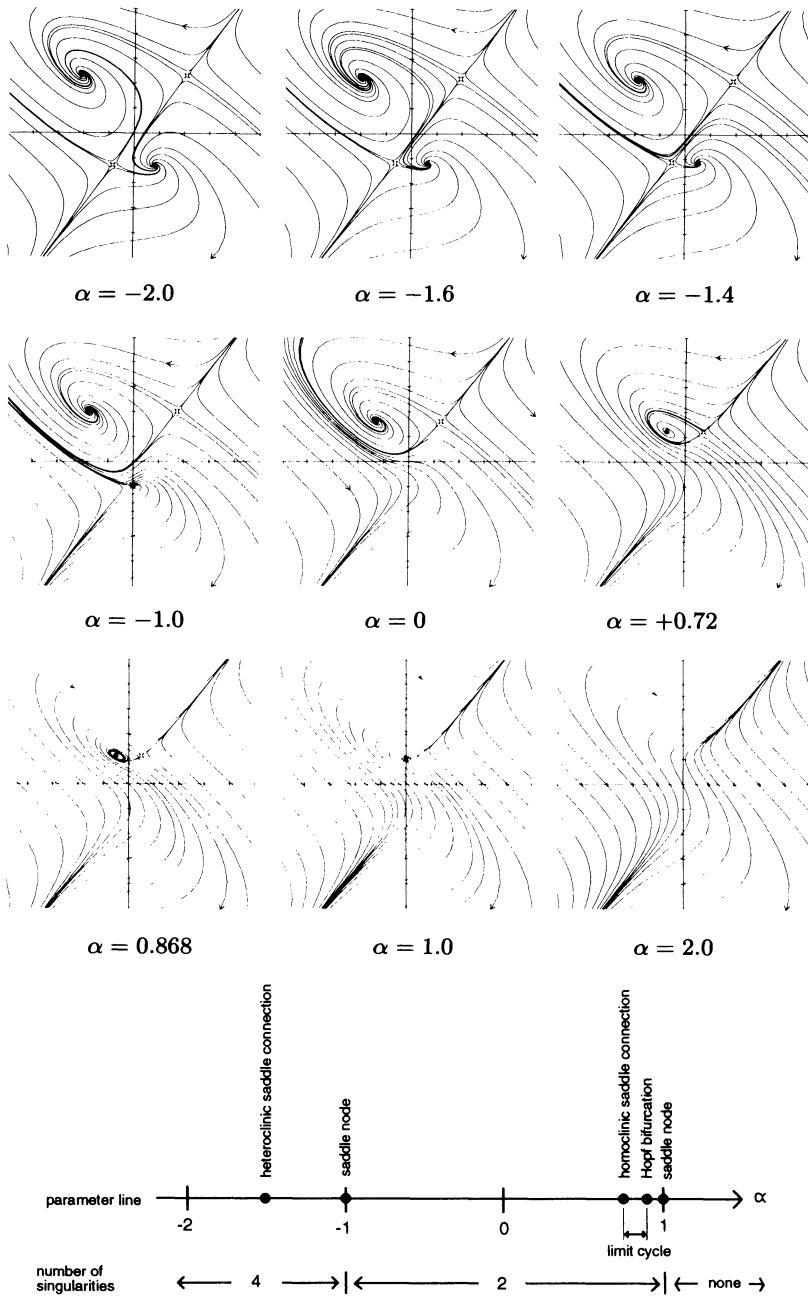 α = −2.0
α = −1.6
α = −1.4
α = −1.0
α = 0
α = +0.72
α = 0.868
α = 1.0
α = 2.0
heteroclinic saddle connection
saddle node
homoclinic saddle connection
Hopf bifurcation
saddle node
parameter line
α
-2
-1
0
1
limit cycle
number of
singularities
4
2
none